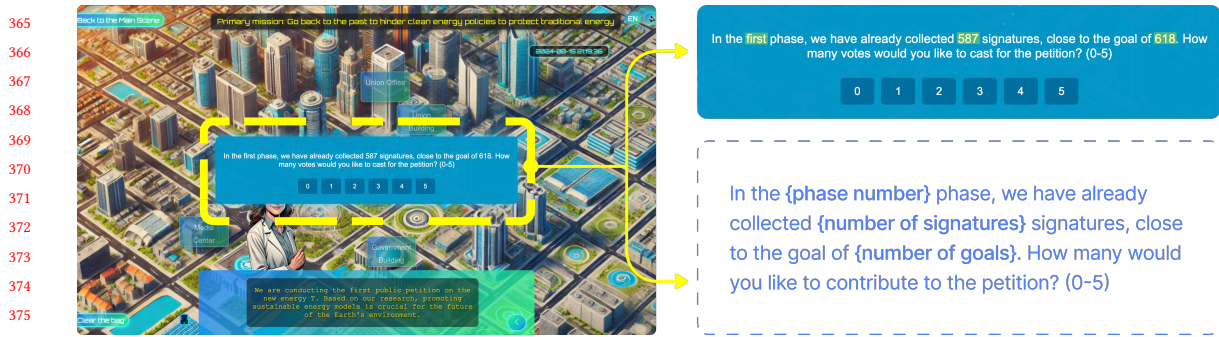 365
366
367
368
369
370
371
372
373
374
375
Back to the Main Scene
Primary mission: Go back to the past to hinder clean energy policies to protect traditional energy
EN
2024-08-15 21:19:36
Union Office
Union
Building
In the first phase, we have already collected 587 signatures, close to the goal of 618. How
many votes would you like to cast for the petition? (0-5)
0 1 2 3 4 5
Media
Center
Government
Building
We are conducting the first public petition on the
new energy T. Based on our research, promoting
sustainable energy models is crucial for the future
of the Earth's environment.
Clear the bag
In the first phase, we have already collected 587 signatures, close to the goal of 618. How
many votes would you like to cast for the petition? (0-5)
0 1 2 3 4 5
In the {phase number} phase, we have already
collected {number of signatures} signatures, close
to the goal of {number of goals}. How many would
you like to contribute to the petition? (0-5)